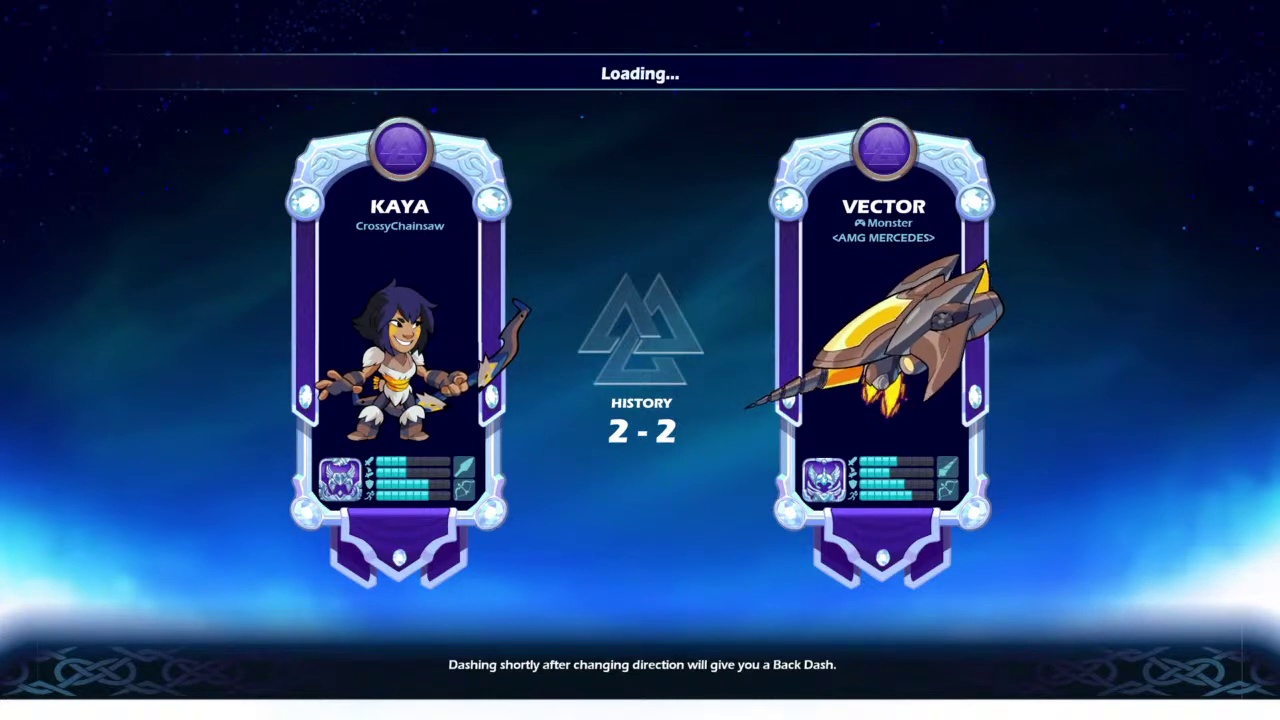 Loading...
KAYA
CrossyChainsaw
VECTOR
Monster
<AMG MERCEDES>
HISTORY
2 - 2
Dashing shortly after changing direction will give you a Back Dash.